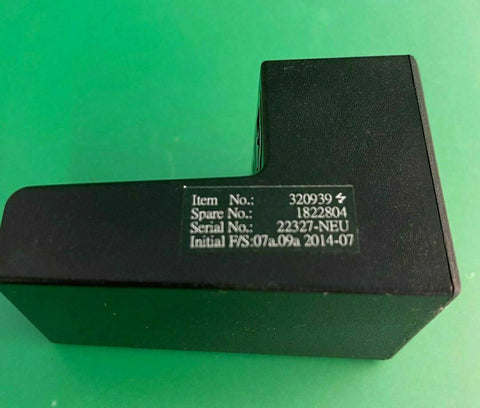 Item No.: 320939
Spare No.: 1822804
Serial No.: 22327-NEU
Initial F/S:07a.09a 2014-07